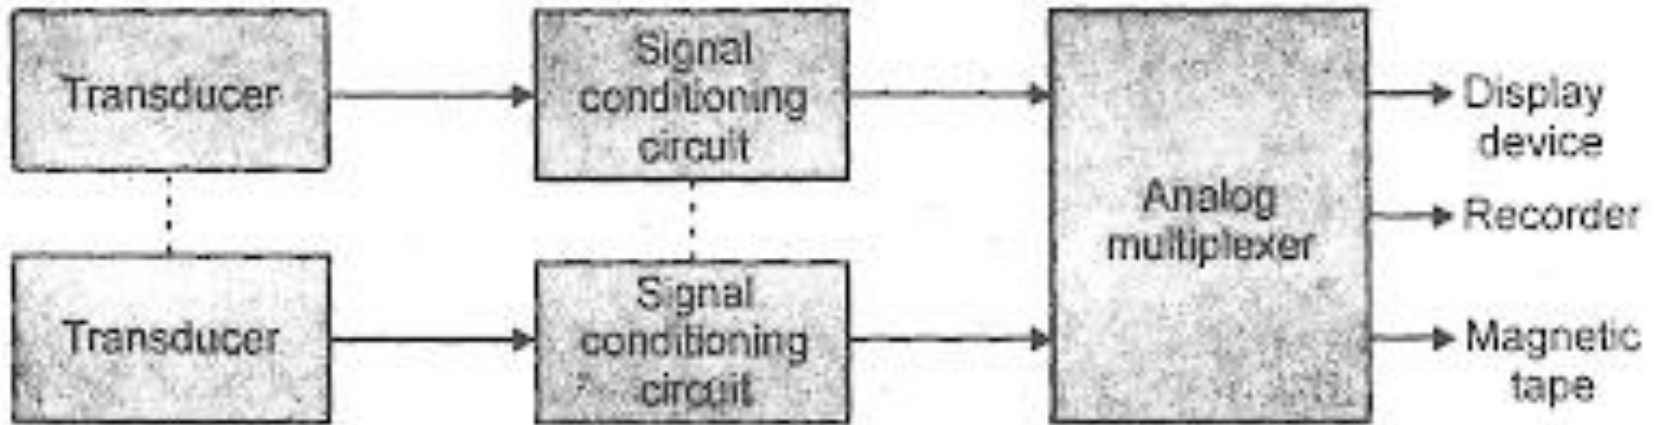 Transducer
Signal
conditioning
circuit
Analog
multiplexer
Display
device
Recorder
Transducer
Signal
conditioning
circuit
Magnetic
tape